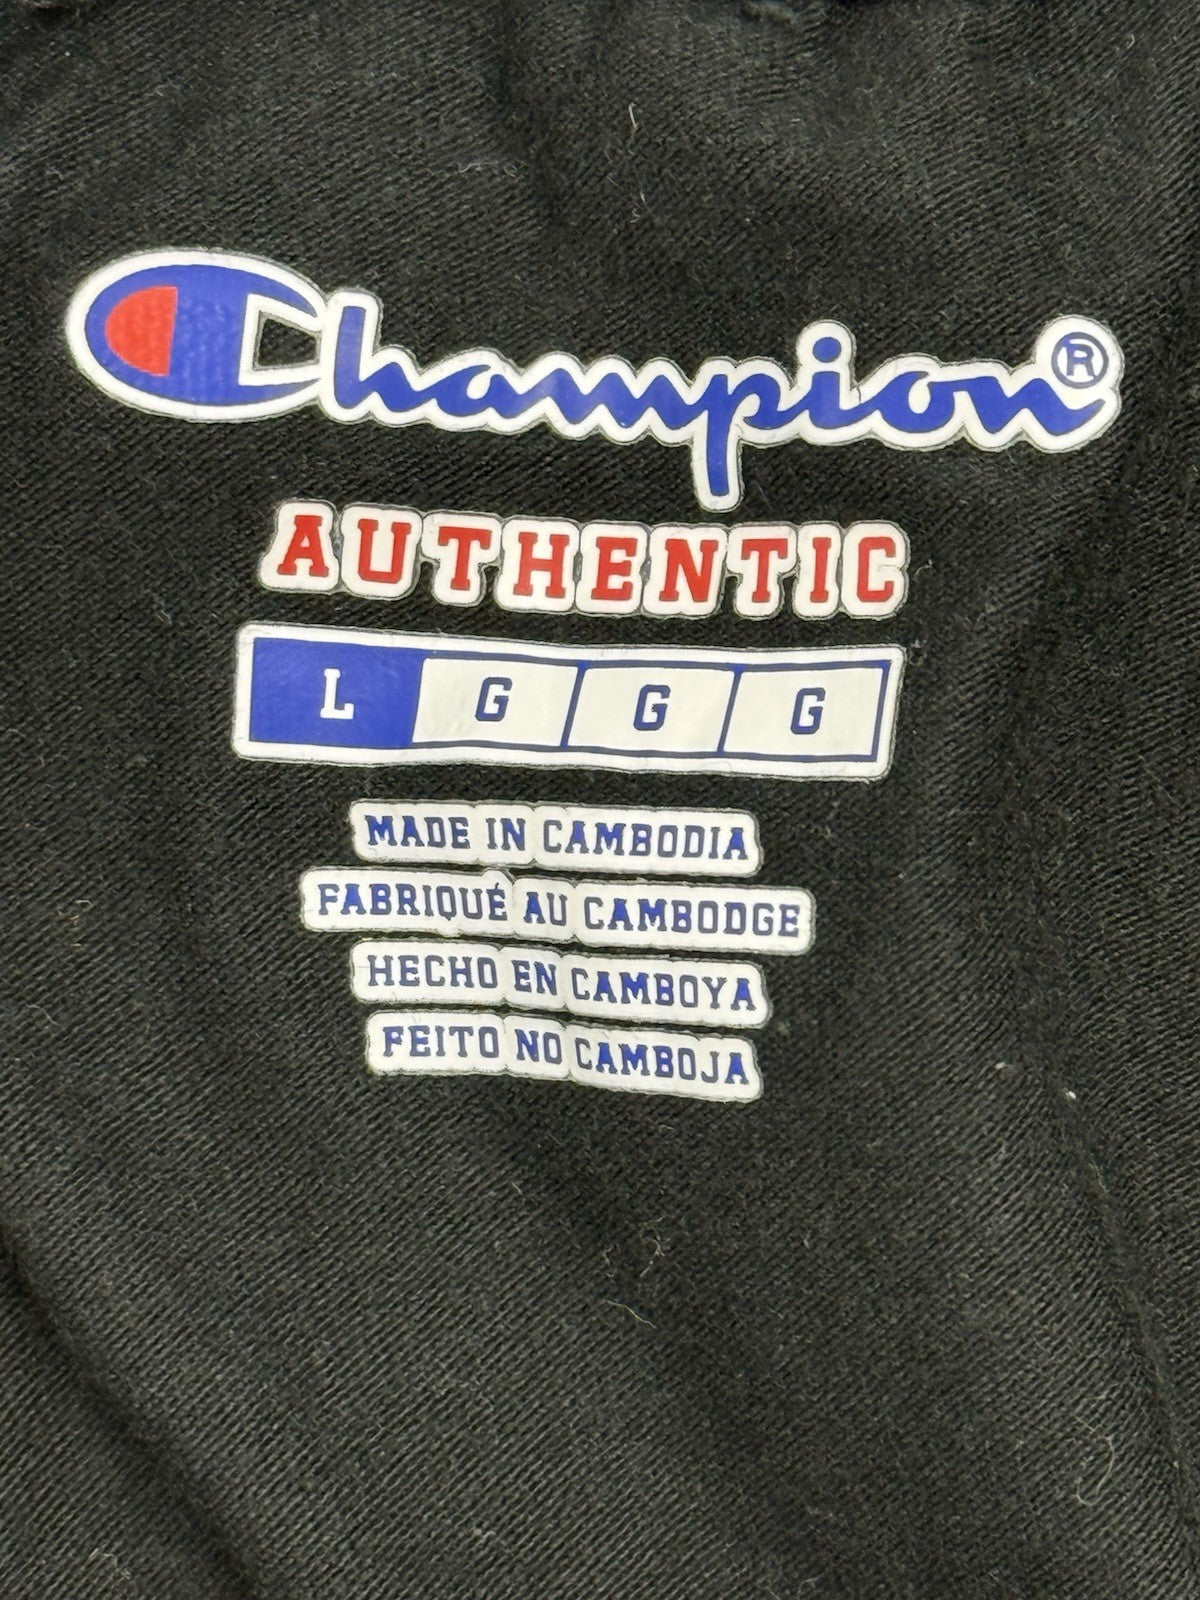 Champion®
AUTHENTIC
L G G G
MADE IN CAMBODIA
FABRIQUÉ AU CAMBODGE
HECHO EN CAMBOYA
FEITO NO CAMBOJA